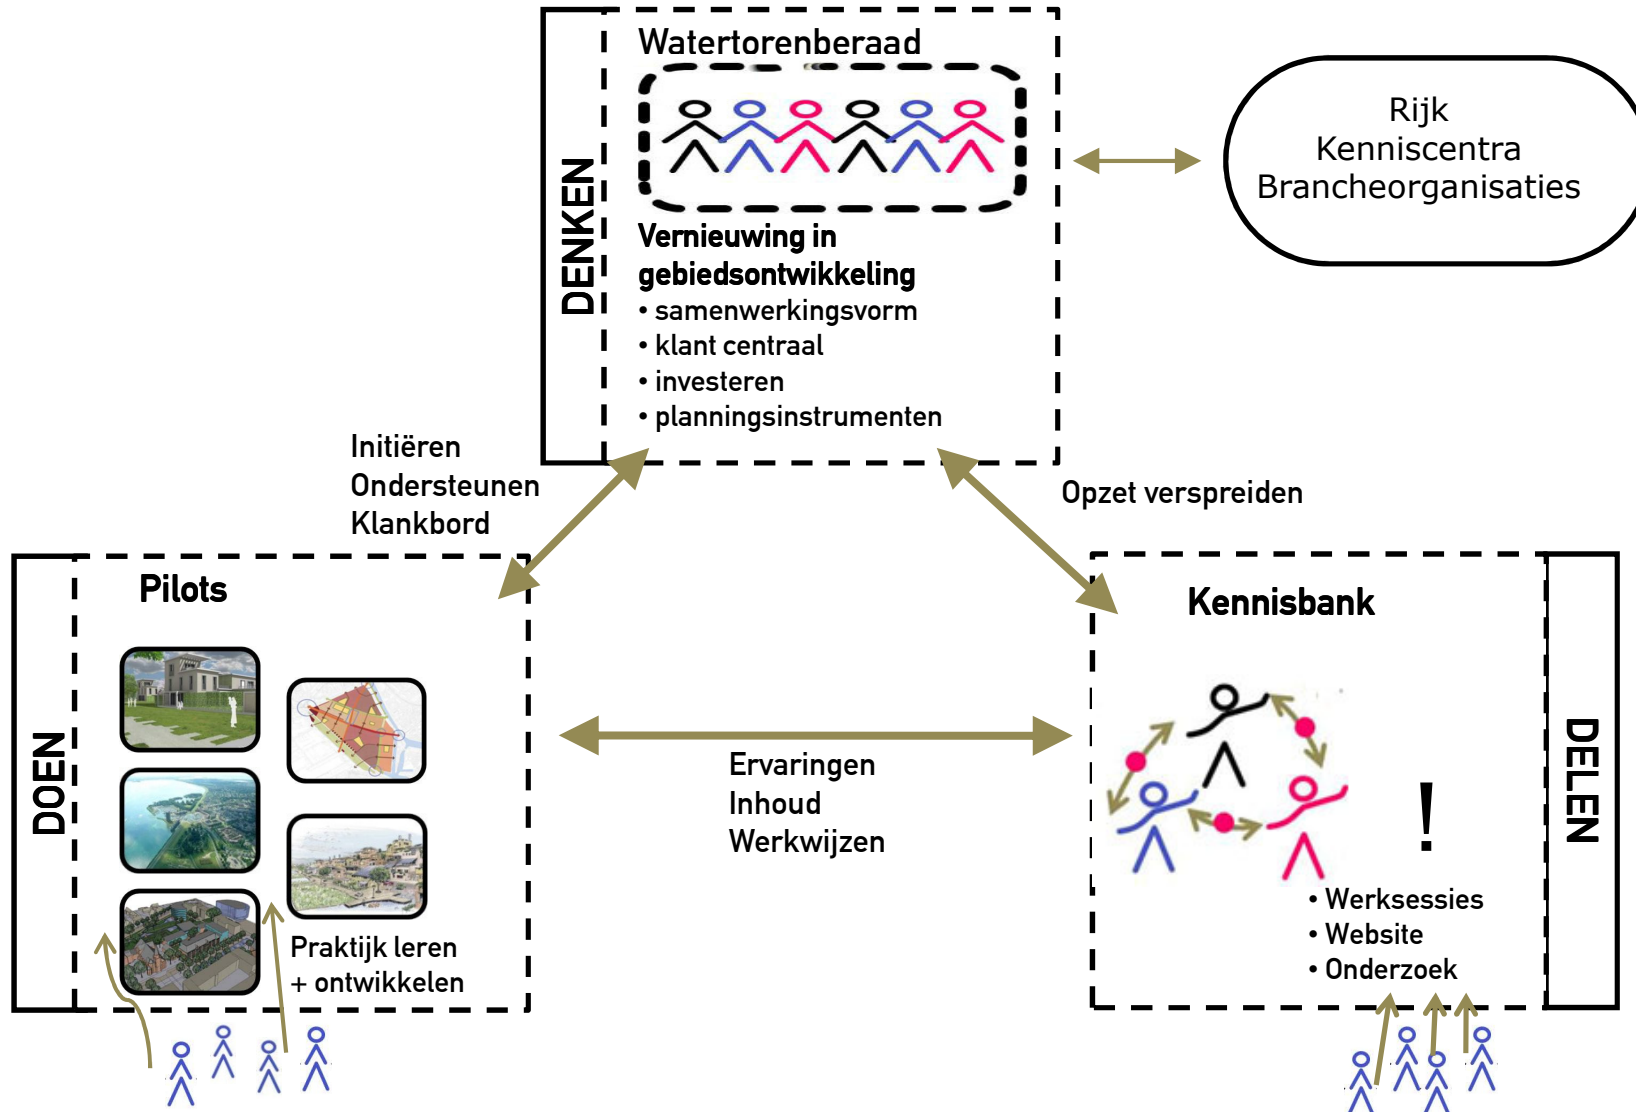 Watertorenberaad
DENKEN
Vernieuwing in
gebiedsontwikkeling
• samenwerkingsvorm
• klant centraal
• investeren
• planningsinstrumenten
Rijk
Kenniscentra
Brancheorganisaties
Initiëren
Ondersteunen
Klankbord
Opzet verspreiden
DOEN
Pilots
Praktijk leren
+ ontwikkelen
Ervaringen
Inhoud
Werkwijzen
Kennisbank
!
• Werksessies
• Website
• Onderzoek
DELEN